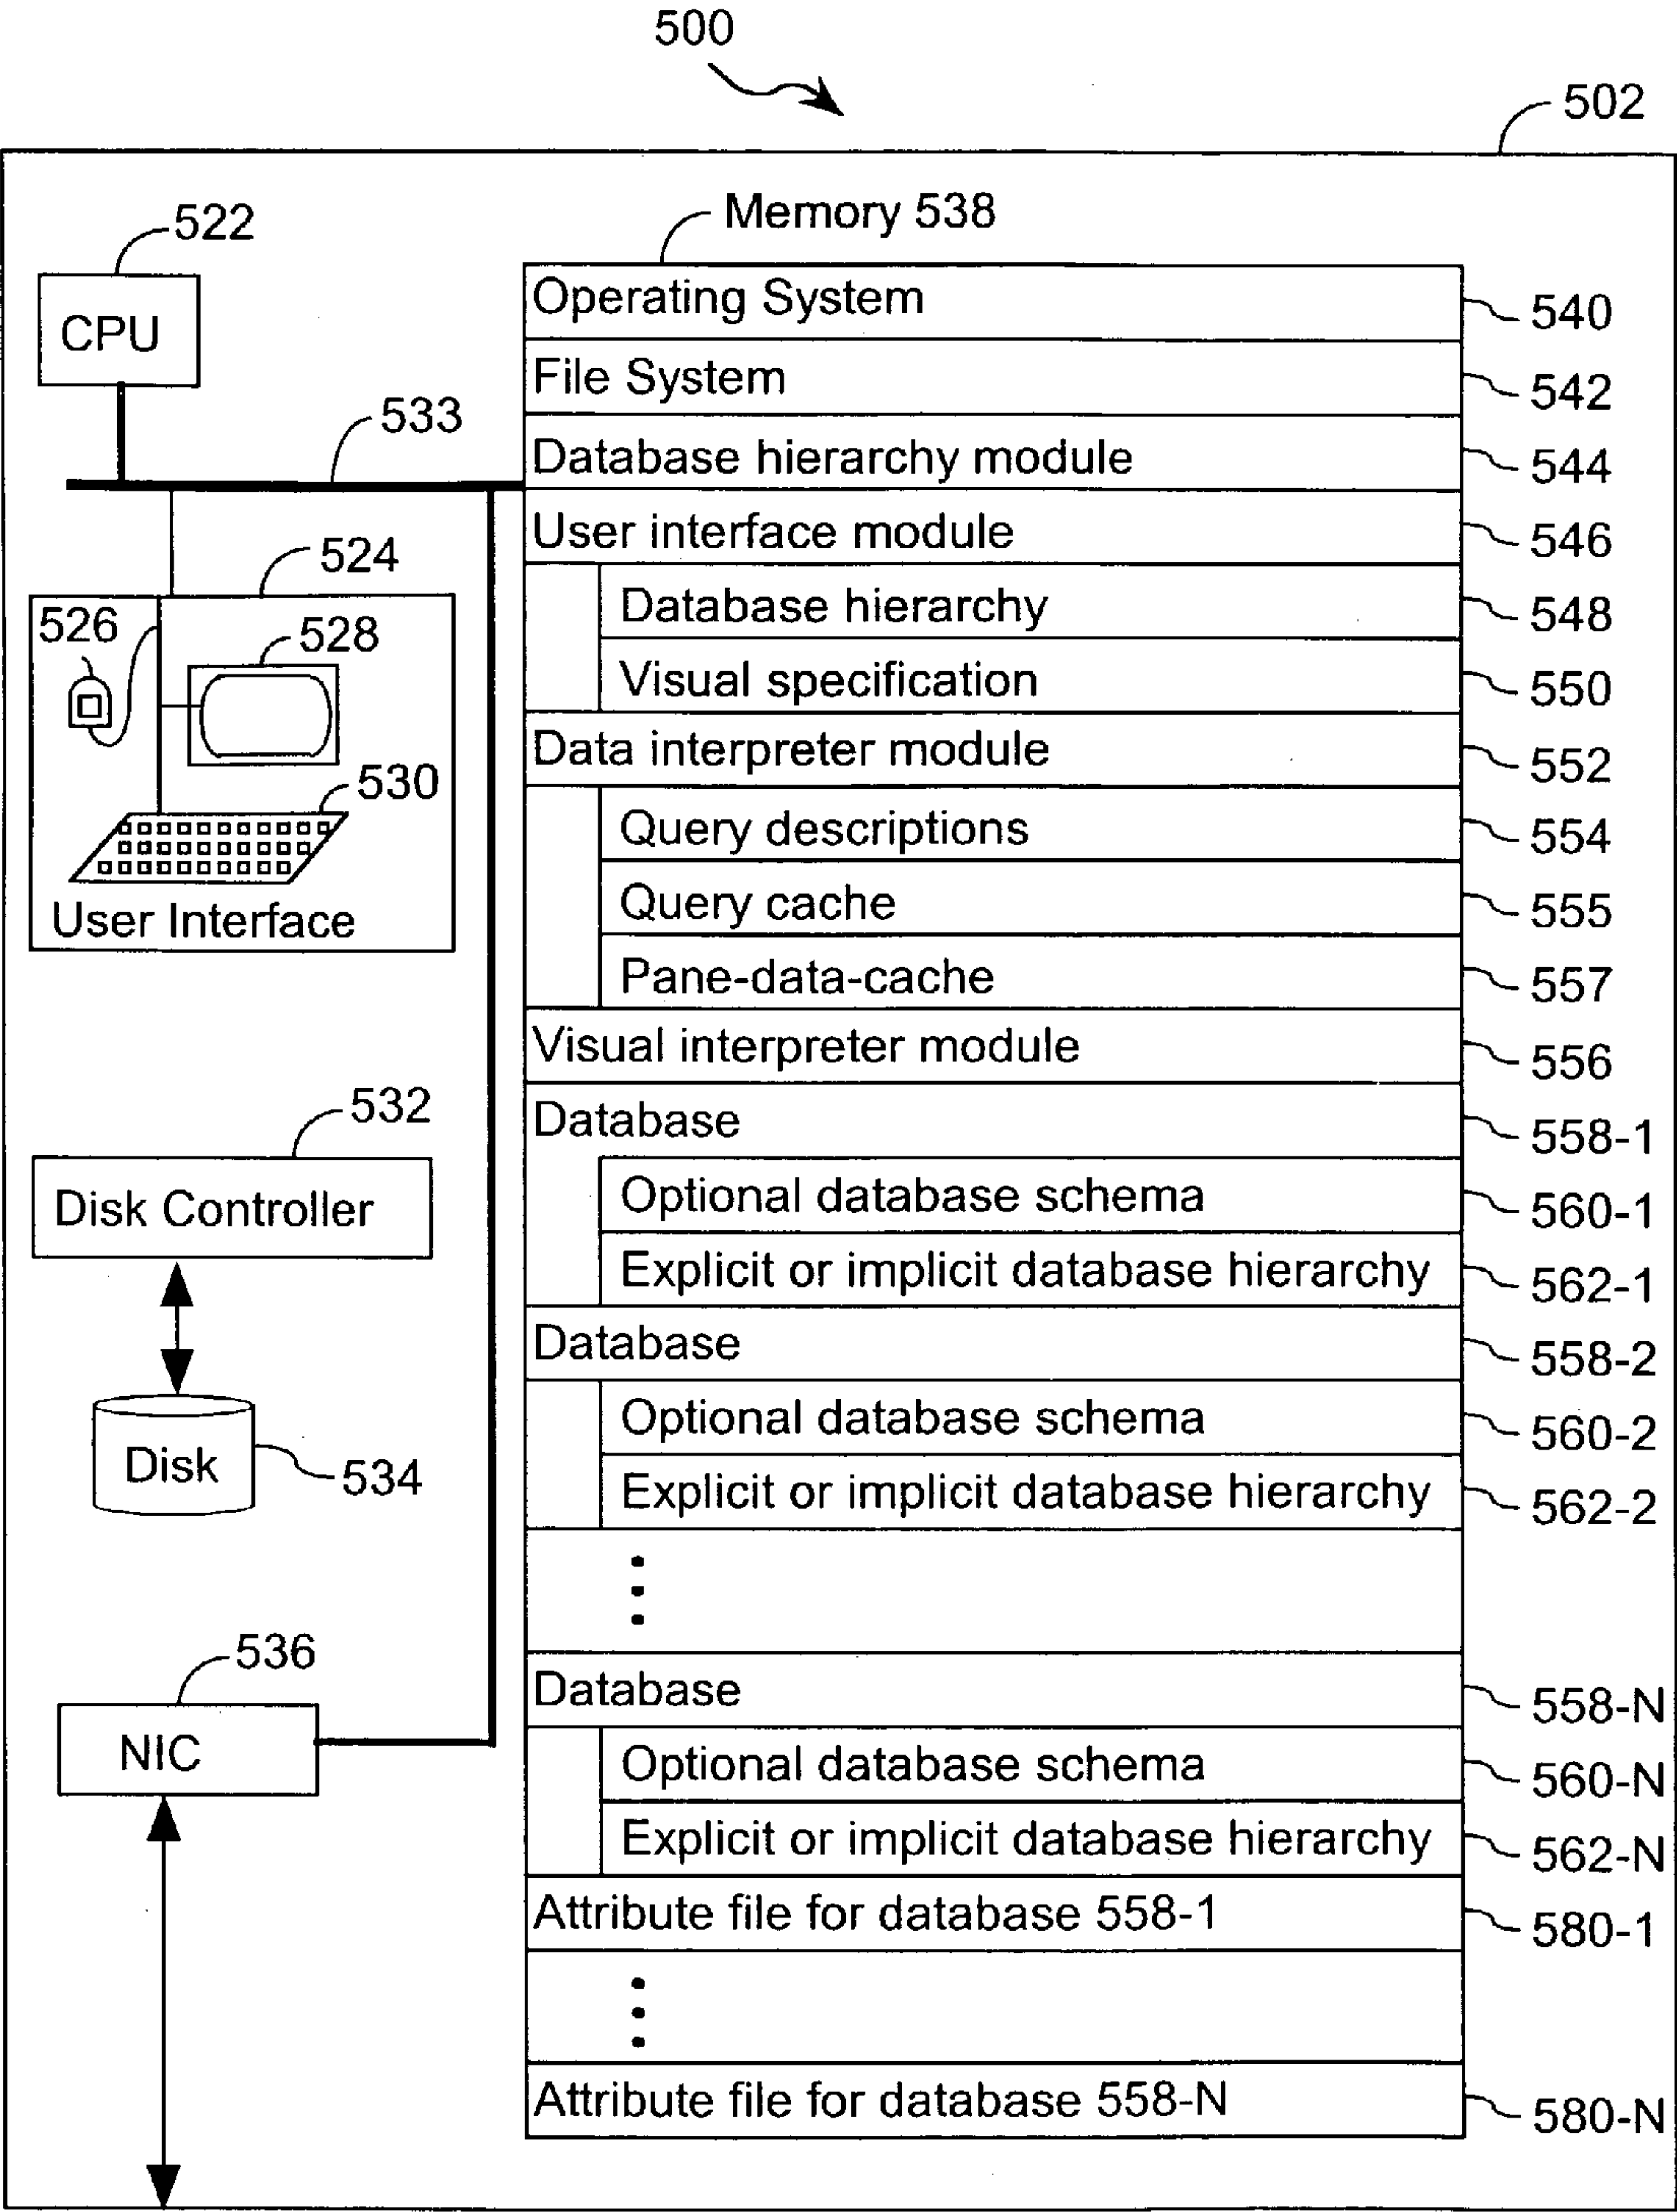 500
502
522
CPU
533
524
526
528
530
User Interface
532
Disk Controller
Disk
534
536
NIC
Memory 538
Operating System 540
File System 542
Database hierarchy module 544
User interface module 546
Database hierarchy 548
Visual specification 550
Data interpreter module 552
Query descriptions 554
Query cache 555
Pane-data-cache 557
Visual interpreter module 556
Database 558-1
Optional database schema 560-1
Explicit or implicit database hierarchy 562-1
Database 558-2
Optional database schema 560-2
Explicit or implicit database hierarchy 562-2
Database 558-N
Optional database schema 560-N
Explicit or implicit database hierarchy 562-N
Attribute file for database 558-1 580-1
Attribute file for database 558-N 580-N